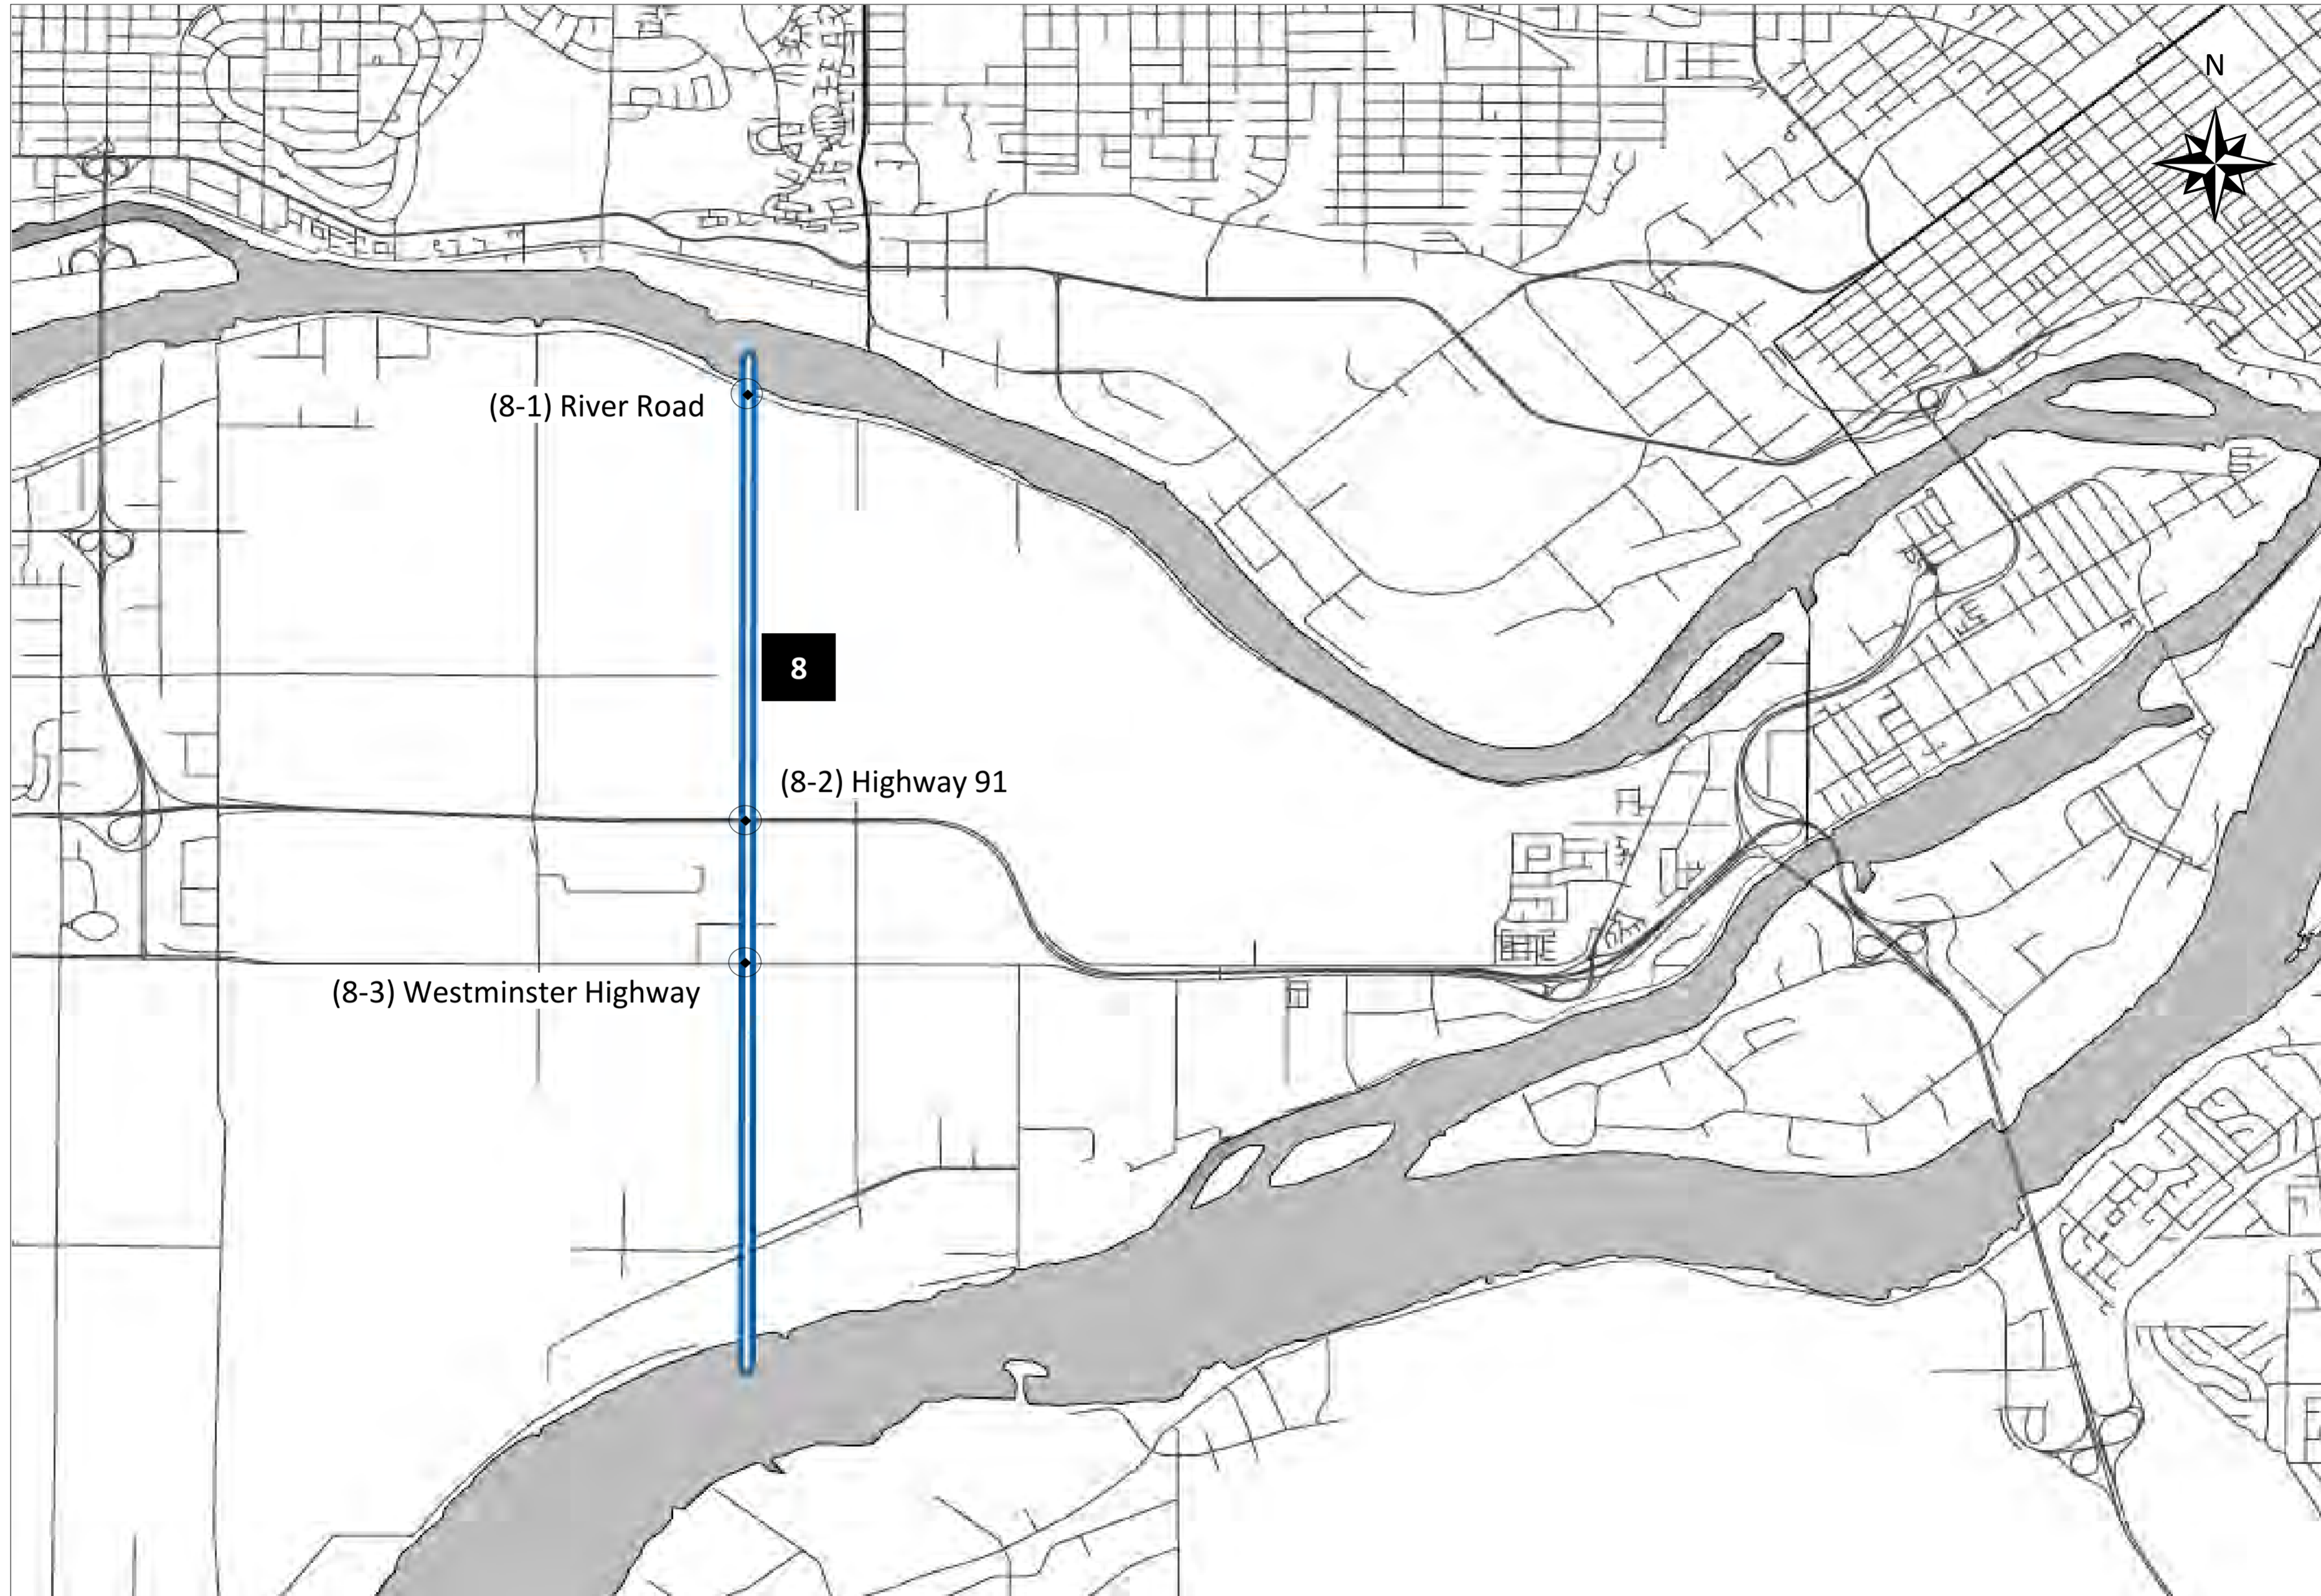 N
(8-1) River Road
8
(8-2) Highway 91
(8-3) Westminster Highway